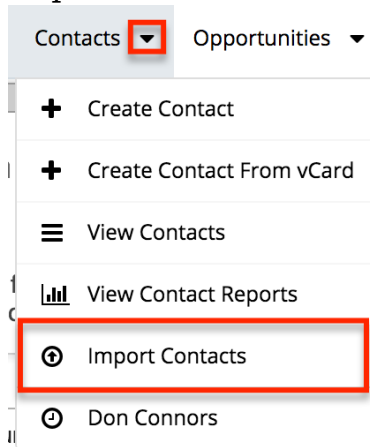 Contacts Opportunities
Create Contact
Create Contact From vCard
View Contacts
View Contact Reports
Import Contacts
Don Connors